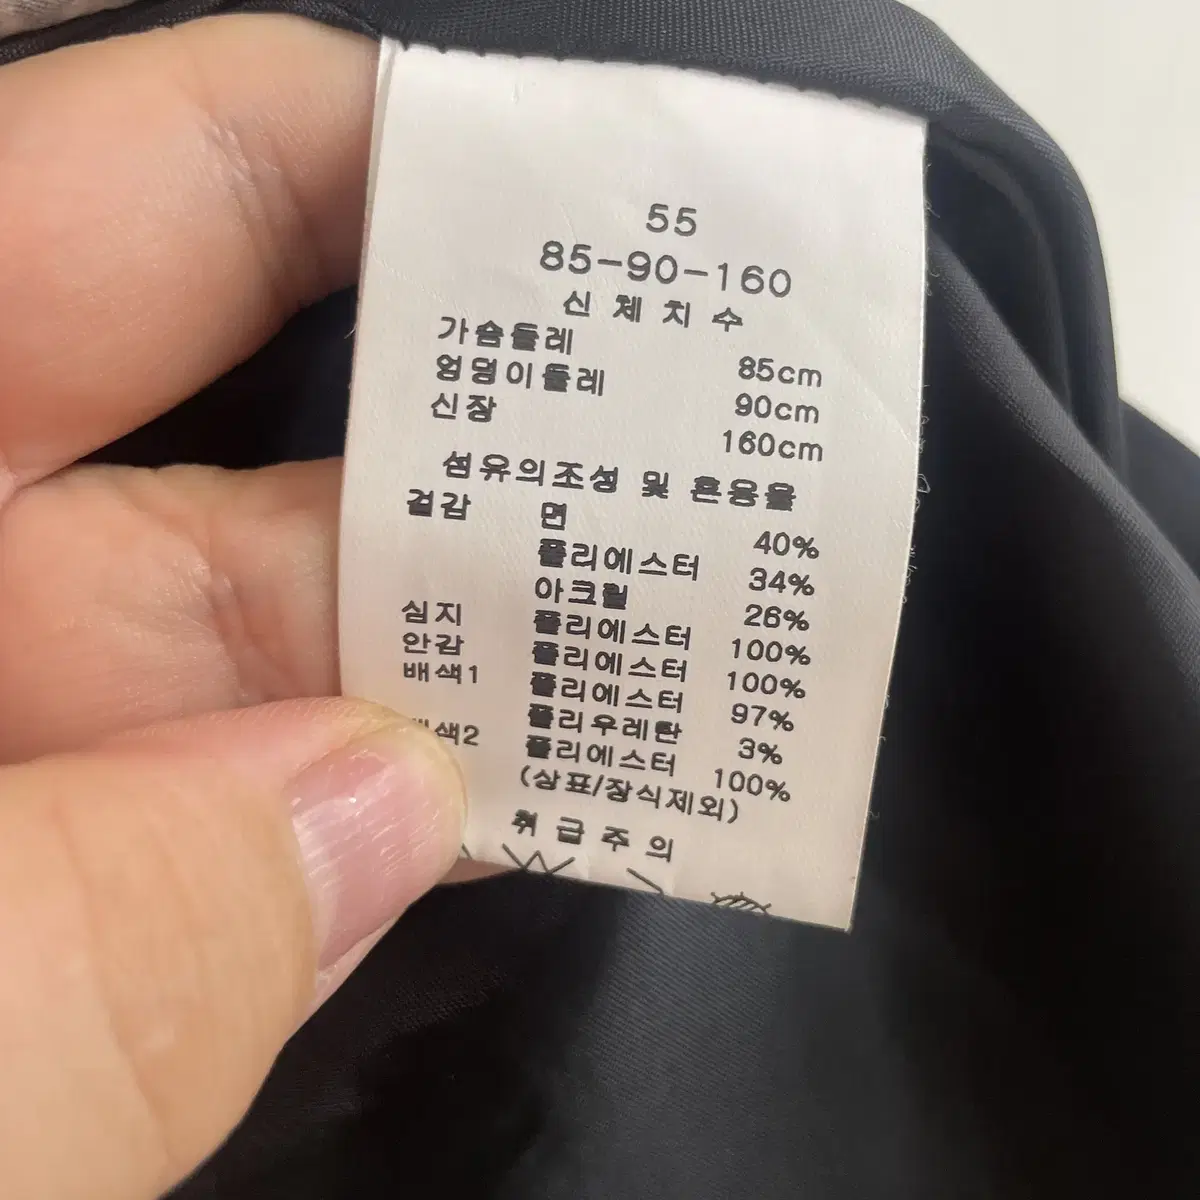 55
85-90-160
신체치수
가슴둘레 85cm
엉덩이둘레 90cm
신장 160cm
섬유의조성 및 혼용율
겉감 면 40%
폴리에스터 34%
아크릴 26%
심지 폴리에스터 100%
안감 폴리에스터 100%
배색1 폴리에스터 97%
폴리우레탄 3%
배색2 폴리에스터 100%
(상표/장식제외)
취급주의